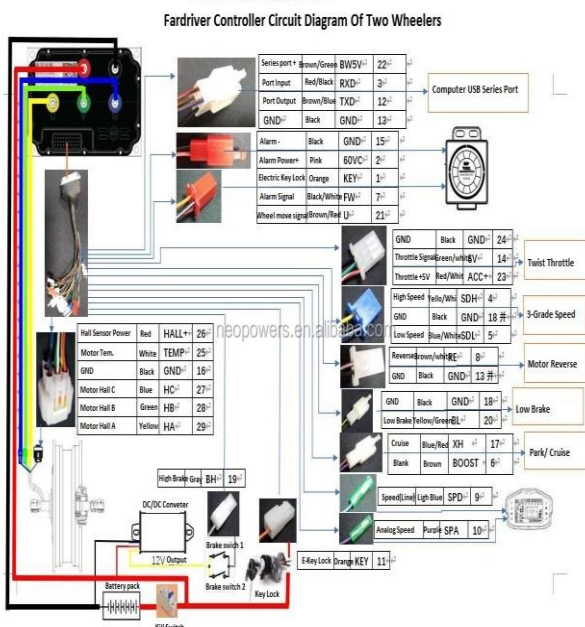 Fardriver Controller Circuit Diagram Of Two Wheelers
Series port+ Brown/Green BW5V 22
Port Input Red/Black RXD 3
Port Output Brown/Blue TXD 12
GND Black GND 13
Computer USB Series Port
Alarm - Black GND 15
Alarm Power+ Pink 60VC 2
Electric Key Lock Orange KEY 1
Alarm Signal Black/White FW 7
Wheel move signal Brown/Red U 21
GND Black GND 24
Throttle Signal Green/white SV 14
Throttle +5V Red/Whit ACC+ 23
Twist Throttle
High Speed Yello/Whi SDH 4
GND Black GND 18 并
Low Speed Blue/White SDL 5
3-Grade Speed
neopowers.en.alibaba.com
Reverse Brown/white RE 8
GND Black GND 13 并
Motor Reverse
GND Black GND 18
Low Brake Yellow/Green BL 20
Low Brake
Cruise Blue/Red XH 17
Blank Brown BOOST 6
Park/ Cruise
Hall Sensor Power Red HALL+ 26
Motor Tem. White TEMP 25
GND Black GND 16
Motor Hall C Blue HC 27
Motor Hall B Green HB 28
Motor Hall A Yellow HA 29
High Brake Gray BH 19
Speed(Line) Ligh Blue SPD 9
Analog Speed Purple SPA 10
E-Key Lock Orange KEY 11
DC/DC Conveter
12V Output
Brake swich 1
Brake switch 2
Key Lock
Battery pack
Kill Switch